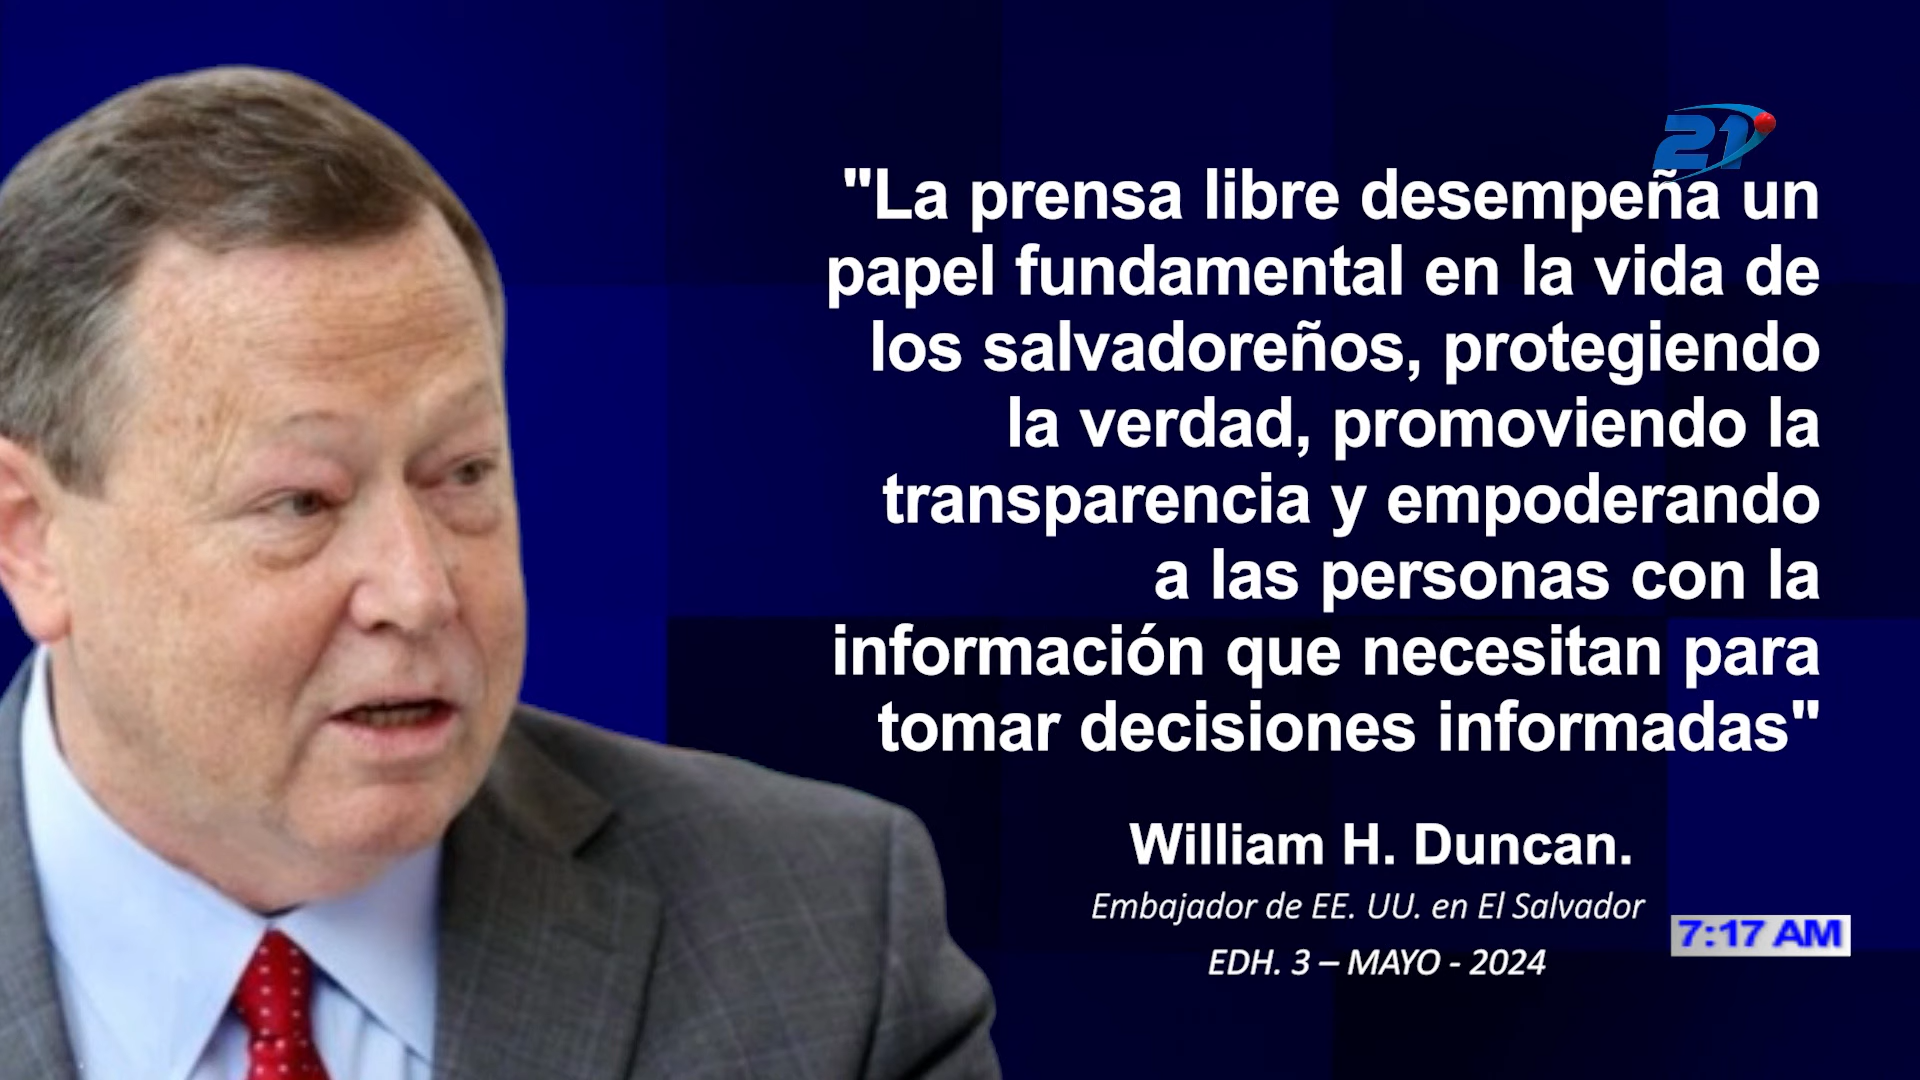 21
"La prensa libre desempeña un
papel fundamental en la vida de
los salvadoreños, protegiendo
la verdad, promoviendo la
transparencia y empoderando
a las personas con la
información que necesitan para
tomar decisiones informadas"
William H. Duncan.
Embajador de EE. UU. en El Salvador
EDH. 3 – MAYO - 2024
7:17 AM